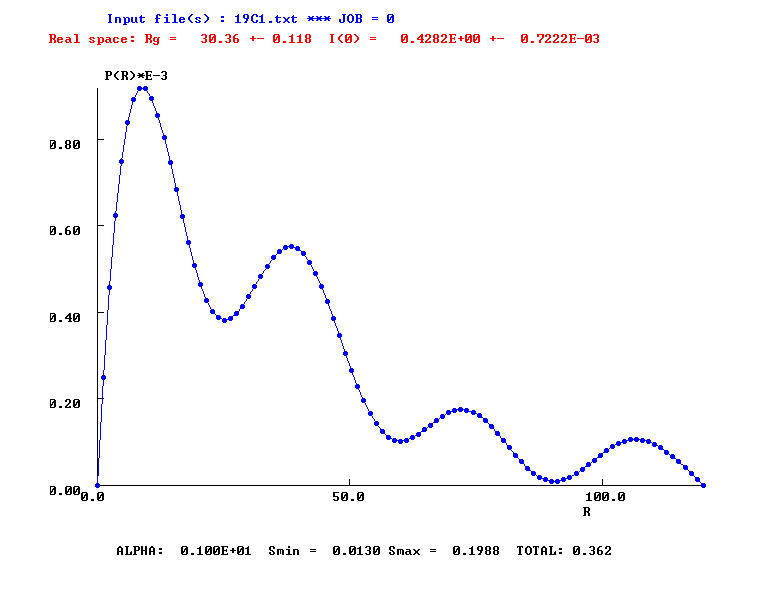 Input file(s) : 19C1.txt *** JOB = 0
Real space: Rg = 30.36 +- 0.118 I(0) = 0.4282E+00 +- 0.7222E-03
P(R)*E-3
0.80
0.60
0.40
0.20
0.00
0.0 50.0 100.0
R
ALPHA: 0.100E+01 Smin = 0.0130 Smax = 0.1988 TOTAL: 0.362